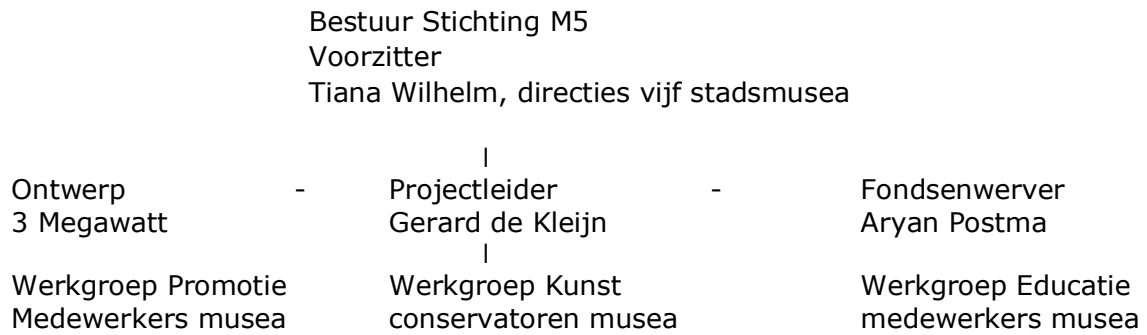 Bestuur Stichting M5
Voorzitter
Tiana Wilhelm, directies vijf stadsmusea
|
Ontwerp - Projectleider - Fondsenwerver
3 Megawatt Gerard de Kleijn Aryan Postma
|
Werkgroep Promotie Werkgroep Kunst Werkgroep Educatie
Medewerkers musea conservatoren musea medewerkers musea